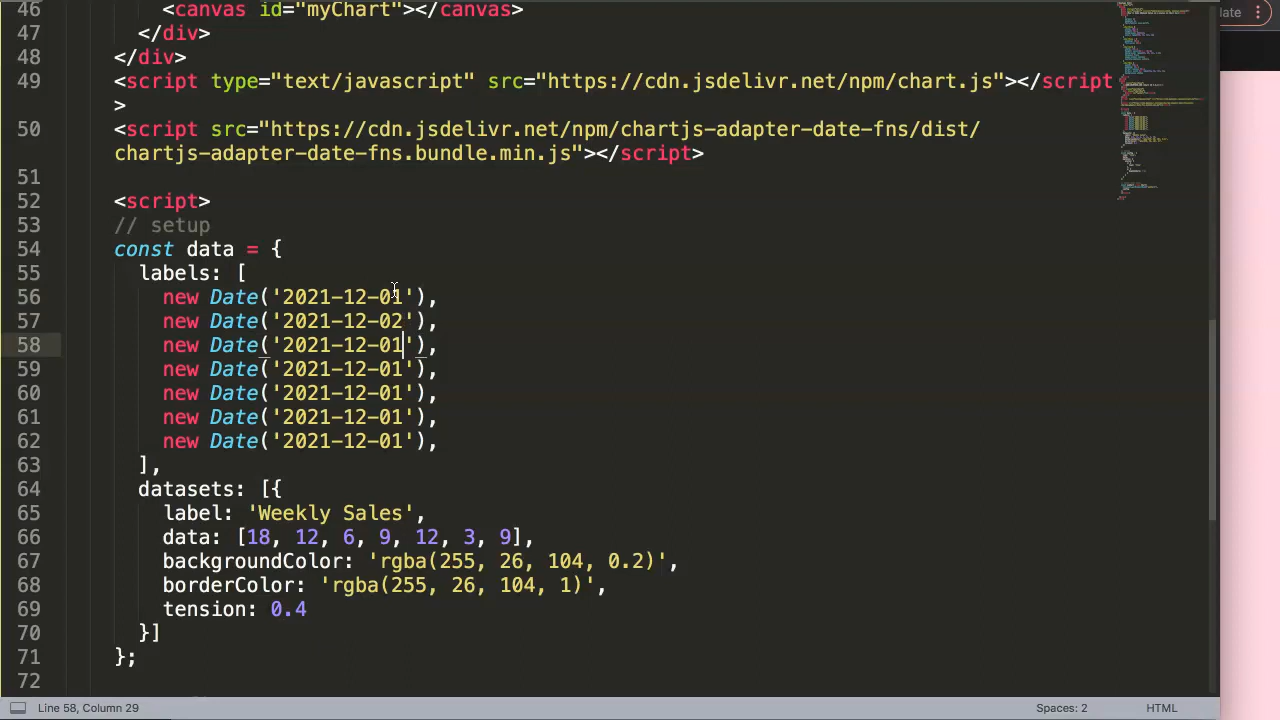 46 <canvas id="myChart"></canvas>
47 </div>
48 </div>
49 <script type="text/javascript" src="https://cdn.jsdelivr.net/npm/chart.js"></script
>
50 <script src="https://cdn.jsdelivr.net/npm/chartjs-adapter-date-fns/dist/
chartjs-adapter-date-fns.bundle.min.js"></script>
51
52 <script>
53 // setup
54 const data = {
55 labels: [
56 new Date('2021-12-01'),
57 new Date('2021-12-02'),
58 new Date('2021-12-01'),
59 new Date('2021-12-01'),
60 new Date('2021-12-01'),
61 new Date('2021-12-01'),
62 new Date('2021-12-01'),
63 ],
64 datasets: [{
65 label: 'Weekly Sales',
66 data: [18, 12, 6, 9, 12, 3, 9],
67 backgroundColor: 'rgba(255, 26, 104, 0.2)',
68 borderColor: 'rgba(255, 26, 104, 1)',
69 tension: 0.4
70 }]
71 };
72
Line 58, Column 29 Spaces: 2 HTML